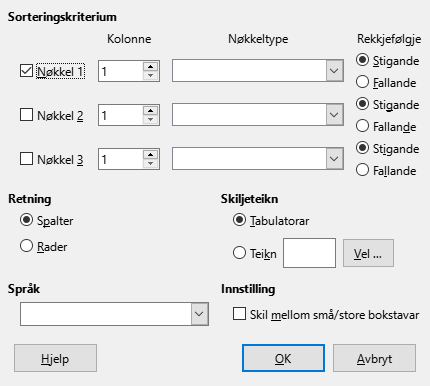 Sorteringskriterium
Kolonne Nøkkeltype Rekkjefølgje
Nøkkel 1 1 Stigande
Fallande
Nøkkel 2 1 Stigande
Fallande
Nøkkel 3 1 Stigande
Fallande
Retning Skiljeteikn
Spalter Tabulatorar
Rader Teikn Vel ...
Språk Innstilling
Skil mellom små/store bokstavar
Hjelp OK Avbryt